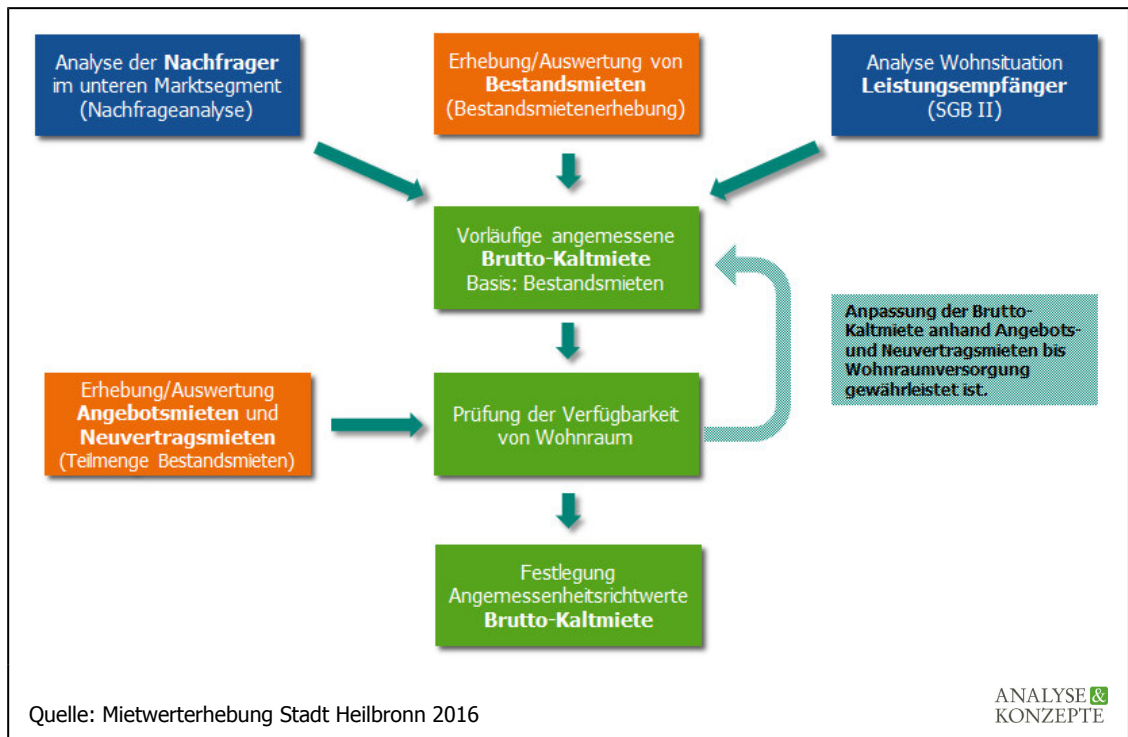 Analyse der Nachfrager
im unteren Marktsegment
(Nachfrageanalyse)
Erhebung/Auswertung von
Bestandsmieten
(Bestandsmietenerhebung)
Analyse Wohnsituation
Leistungsempfänger
(SGB II)
Vorläufige angemessene
Brutto-Kaltmiete
Basis: Bestandsmieten
Anpassung der Brutto-
Kaltmiete anhand Angebots-
und Neuvertragsmieten bis
Wohnraumversorgung
gewährleistet ist.
Erhebung/Auswertung
Angebotsmieten und
Neuvertragsmieten
(Teilmenge Bestandsmieten)
Prüfung der Verfügbarkeit
von Wohnraum
Festlegung
Angemessenheitsrichtwerte
Brutto-Kaltmiete
Quelle: Mietwerterhebung Stadt Heilbronn 2016
ANALYSE &
KONZEPTE